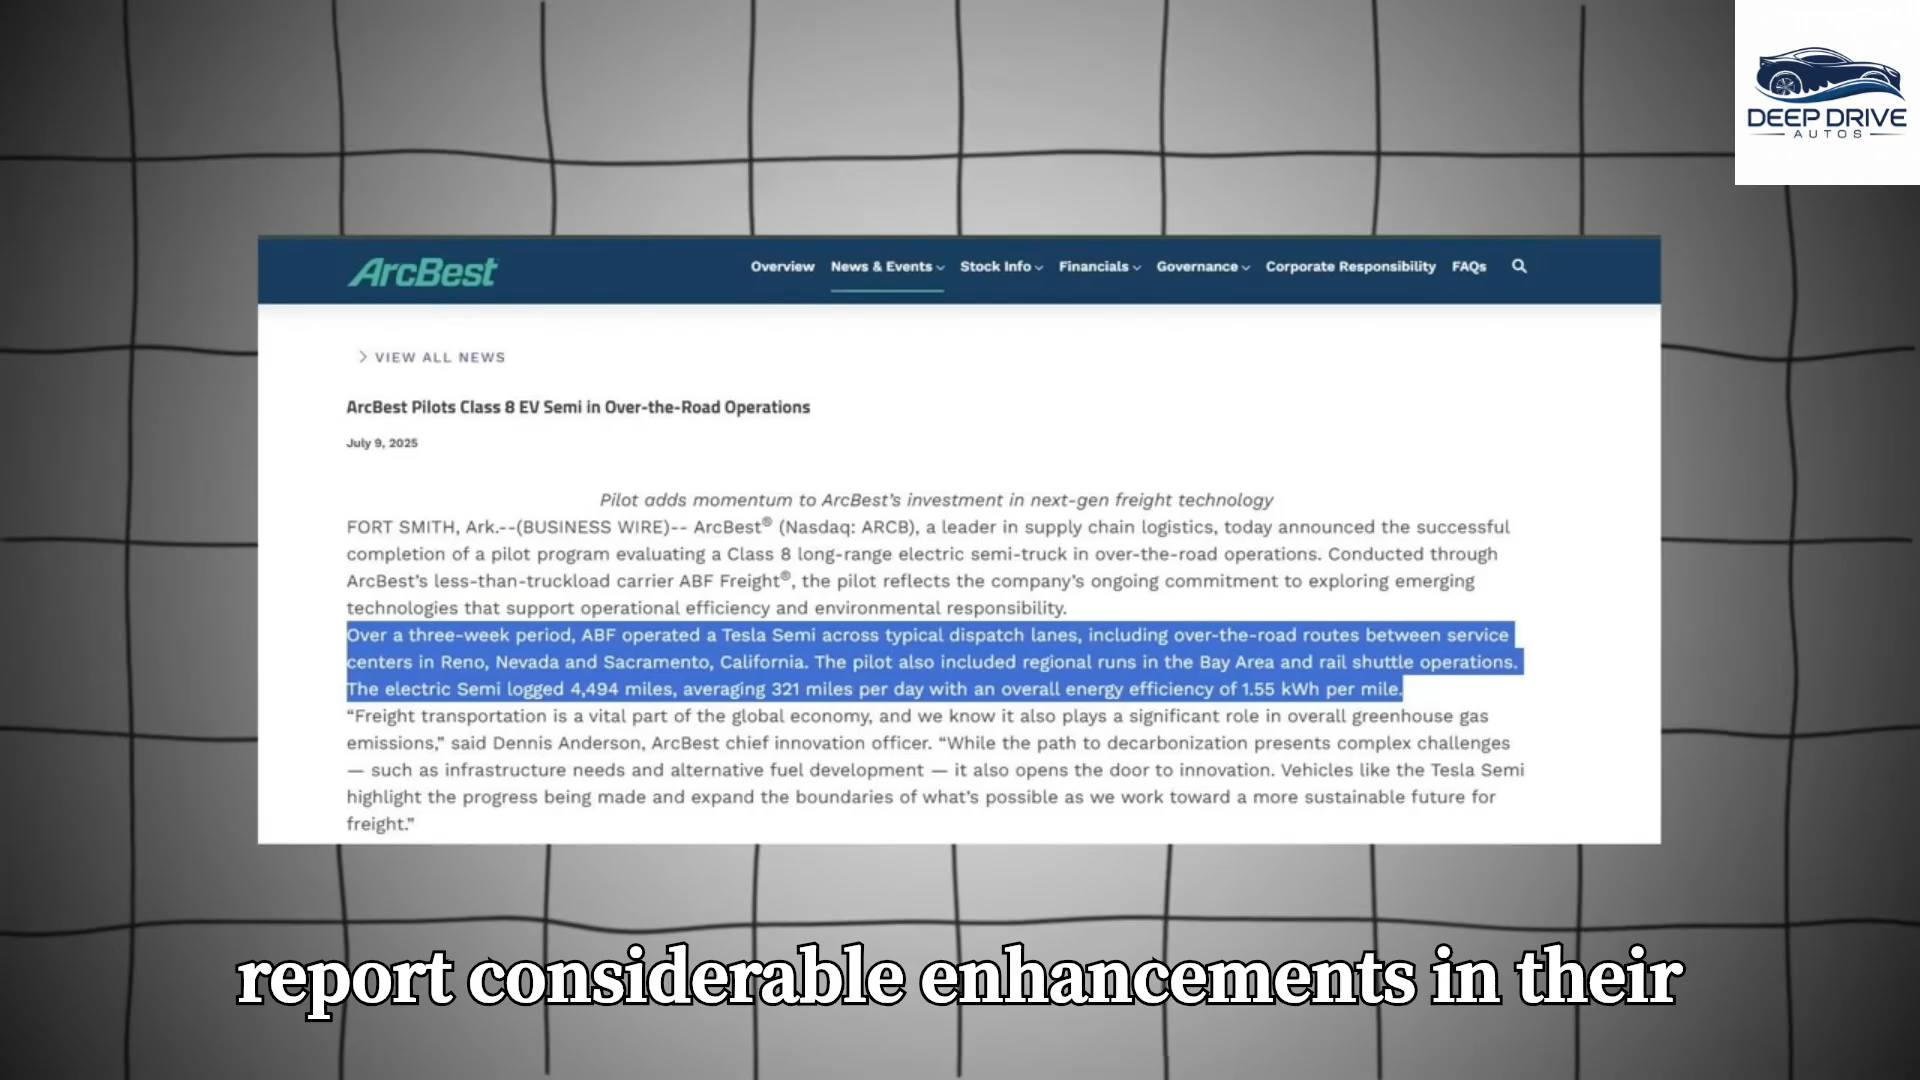 DEEP DRIVE
AUTOS
ArcBest
Overview News & Events Stock Info Financials Governance Corporate Responsibility FAQs
VIEW ALL NEWS
ArcBest Pilots Class 8 EV Semi in Over-the-Road Operations
July 9, 2025
Pilot adds momentum to ArcBest's investment in next-gen freight technology
FORT SMITH, Ark.--(BUSINESS WIRE)-- ArcBest® (Nasdaq: ARCB), a leader in supply chain logistics, today announced the successful
completion of a pilot program evaluating a Class 8 long-range electric semi-truck in over-the-road operations. Conducted through
ArcBest's less-than-truckload carrier ABF Freight®, the pilot reflects the company's ongoing commitment to exploring emerging
technologies that support operational efficiency and environmental responsibility.
Over a three-week period, ABF operated a Tesla Semi across typical dispatch lanes, including over-the-road routes between service
centers in Reno, Nevada and Sacramento, California. The pilot also included regional runs in the Bay Area and rail shuttle operations.
The electric Semi logged 4,494 miles, averaging 321 miles per day with an overall energy efficiency of 1.55 kWh per mile.
“Freight transportation is a vital part of the global economy, and we know it also plays a significant role in overall greenhouse gas
emissions,” said Dennis Anderson, ArcBest chief innovation officer. “While the path to decarbonization presents complex challenges
— such as infrastructure needs and alternative fuel development — it also opens the door to innovation. Vehicles like the Tesla Semi
highlight the progress being made and expand the boundaries of what's possible as we work toward a more sustainable future for
freight.”
report considerable enhancements in their